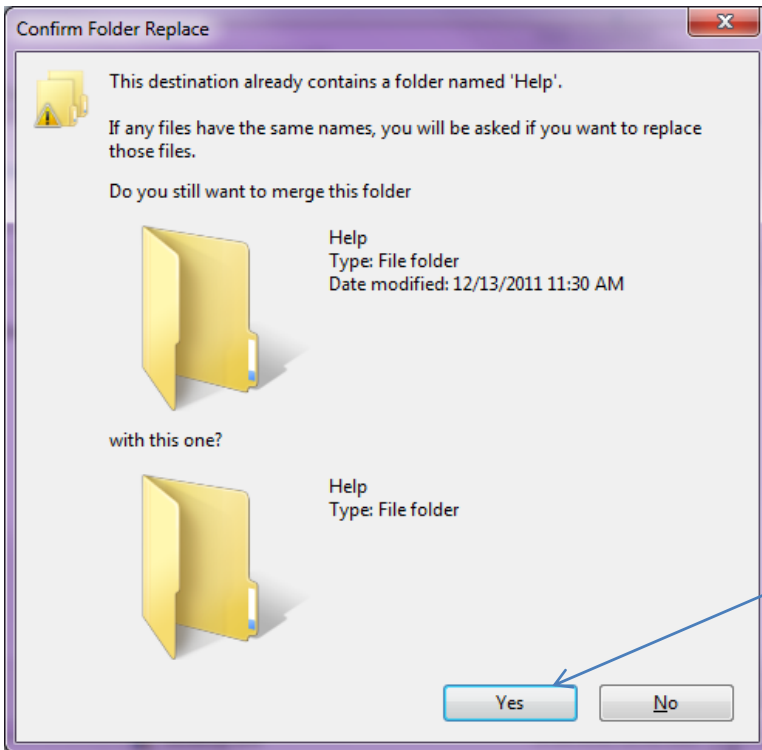 Confirm Folder Replace
This destination already contains a folder named 'Help'.
If any files have the same names, you will be asked if you want to replace
those files.
Do you still want to merge this folder
Help
Type: File folder
Date modified: 12/13/2011 11:30 AM
with this one?
Help
Type: File folder
Yes
No